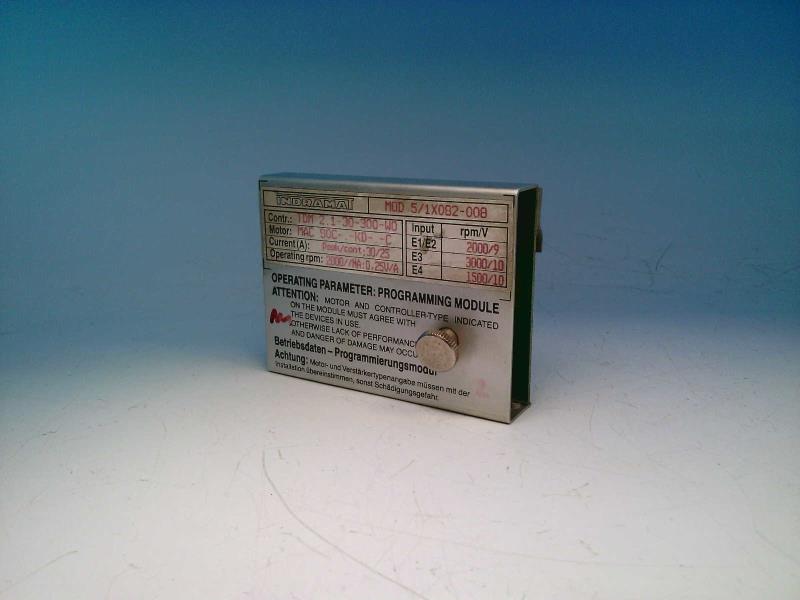 INDRAMAT MOD 5/1X082-008
Contr.: TDM 2.1-30-300-W0
Motor: MAC 90C- -KD- -C
Current(A): Peak/cont:30/25
Operating rpm: 2000//MA:0.25V/A
Input rpm/V
E1/E2 2000/9
E3 3000/10
E4 1500/10
OPERATING PARAMETER: PROGRAMMING MODULE
ATTENTION: MOTOR AND CONTROLLER-TYPE INDICATED
ON THE MODULE MUST AGREE WITH
THE DEVICES IN USE.
OTHERWISE LACK OF PERFORMANC
AND DANGER OF DAMAGE MAY OCCU
Betriebsdaten – Programmierungsmodul
Achtung: Motor- und Verstärkertypenangabe müssen mit der
Installation übereinstimmen, sonst Schädigungsgefahr.